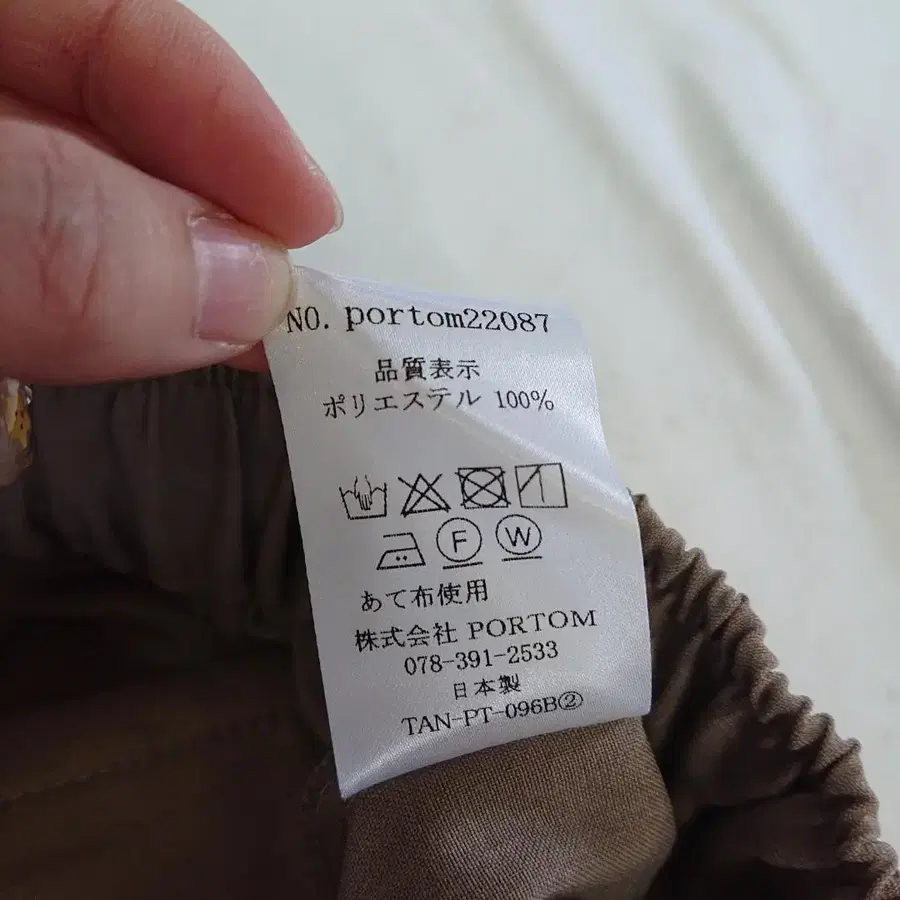 NO. portom22087
品質表示
ポリエステル 100%
F W
あて布使用
株式会社 PORTOM
078-391-2533
日本製
TAN-PT-096B②